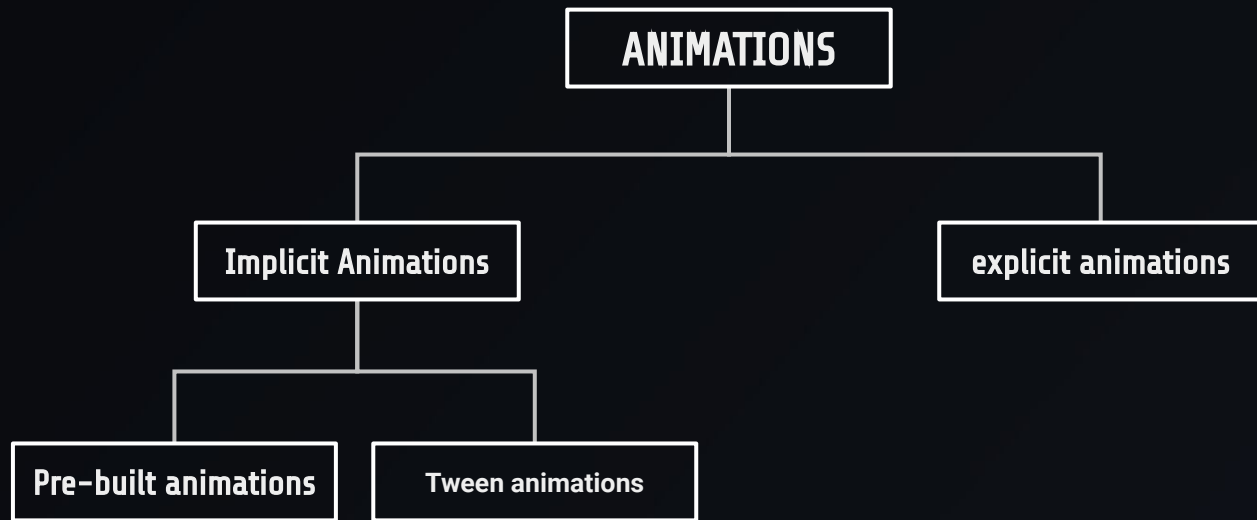 ANIMATIONS
Implicit Animations
explicit animations
Pre-built animations
Tween animations